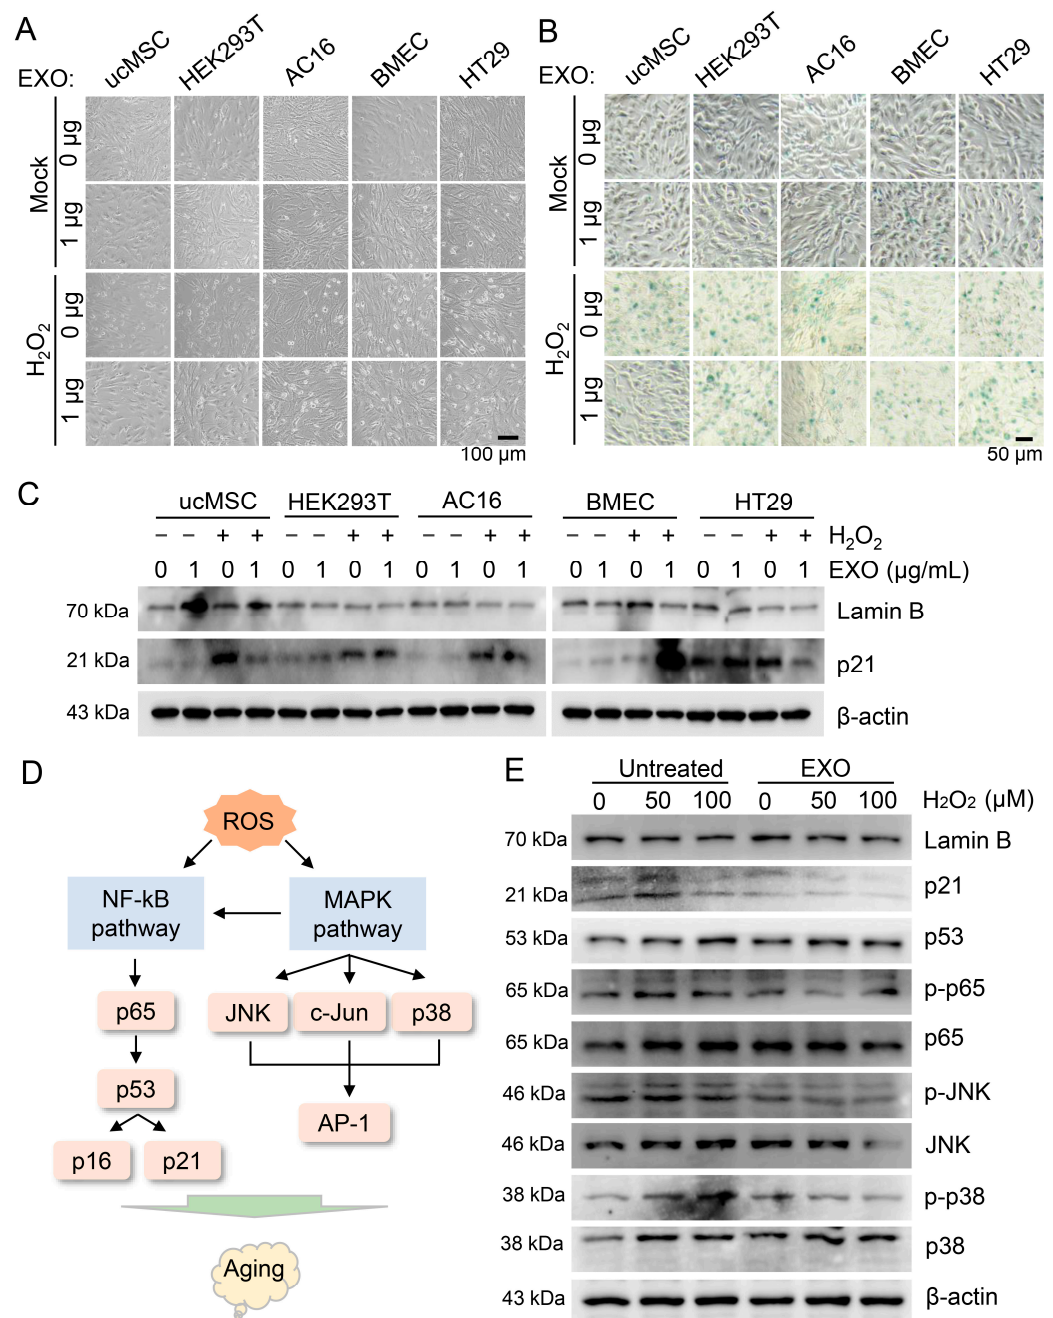 A
EXO:
ucMSC
HEK293T
AC16
BMEC
HT29
Mock
0 µg
1 µg
H2O2
0 µg
1 µg
100 µm
B
EXO:
ucMSC
HEK293T
AC16
BMEC
HT29
Mock
0 µg
1 µg
H2O2
0 µg
1 µg
50 µm
C
ucMSC HEK293T AC16 BMEC HT29
– – + + – – + + – – + + – – + + – – + + H2O2
0 1 0 1 0 1 0 1 0 1 0 1 0 1 0 1 0 1 0 1 EXO (µg/mL)
70 kDa Lamin B
21 kDa p21
43 kDa β-actin
D
ROS
NF-kB
pathway
MAPK
pathway
p65
JNK c-Jun p38
p53
AP-1
p16 p21
Aging
E
Untreated EXO
0 50 100 0 50 100 H2O2 (µM)
70 kDa Lamin B
21 kDa p21
53 kDa p53
65 kDa p-p65
65 kDa p65
46 kDa p-JNK
46 kDa JNK
38 kDa p-p38
38 kDa p38
43 kDa β-actin